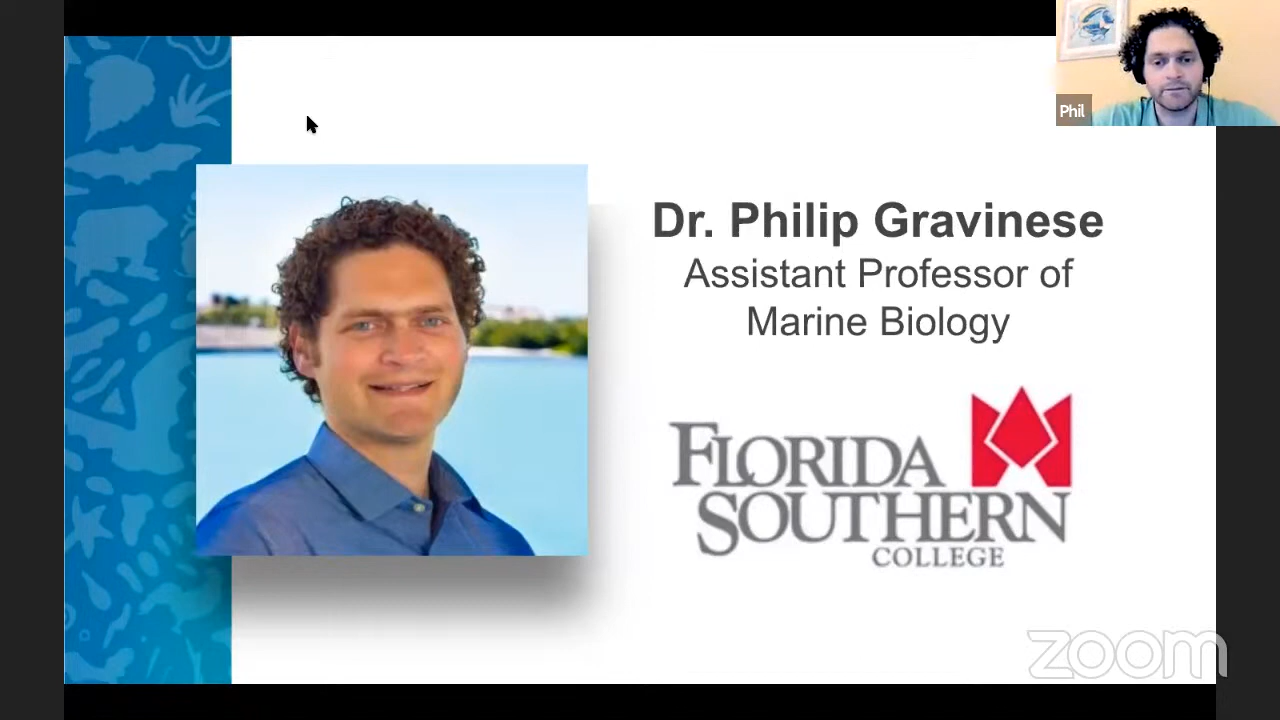 Phil
Dr. Philip Gravinese
Assistant Professor of
Marine Biology
FLORIDA
SOUTHERN
COLLEGE
zoom